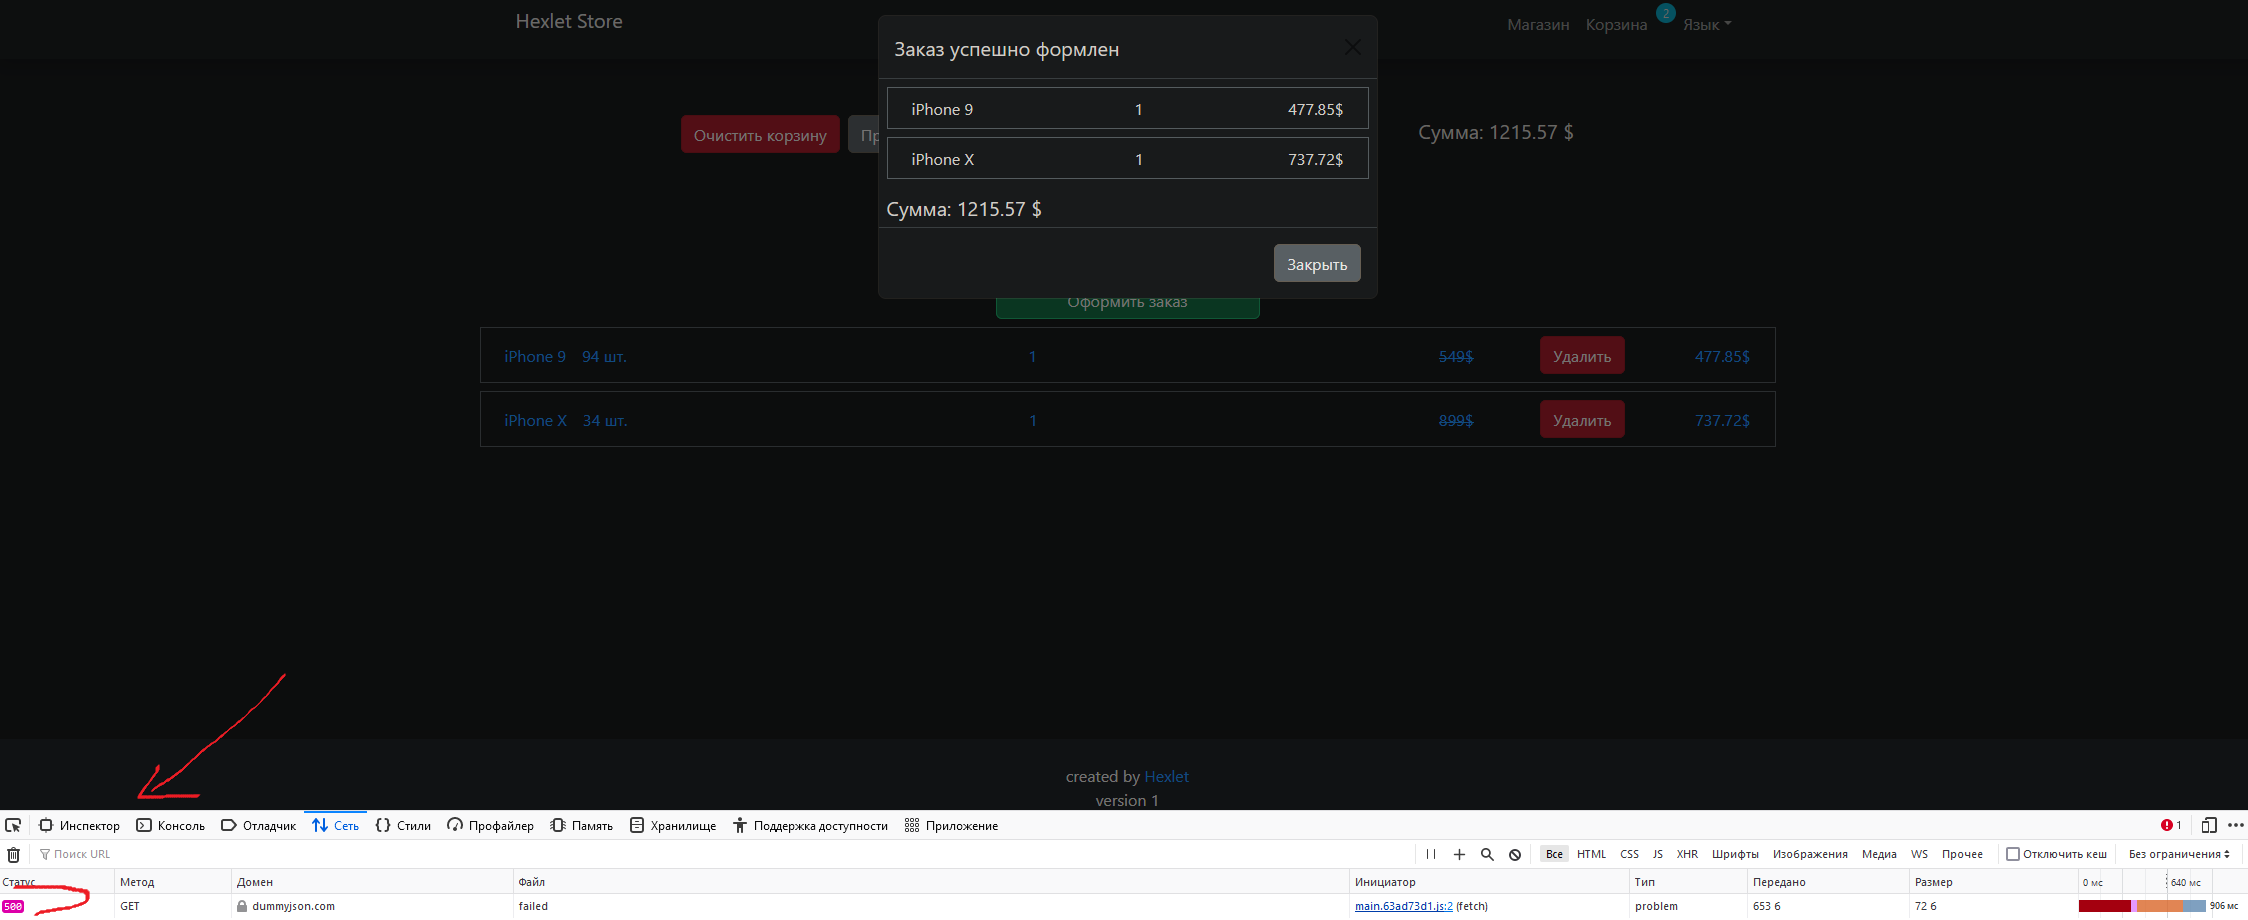 Hexlet Store
Магазин Корзина 2 Язык
Заказ успешно формлен
iPhone 9 1 477.85$
iPhone X 1 737.72$
Сумма: 1215.57 $
Закрыть
Очистить корзину Пр
Сумма: 1215.57 $
Оформить заказ
iPhone 9 94 шт. 1 549$ Удалить 477.85$
iPhone X 34 шт. 1 899$ Удалить 737.72$
created by Hexlet
version 1
Инспектор Консоль Отладчик Сеть Стили Профайлер Память Хранилище Поддержка доступности Приложение 1
Поиск URL Все HTML CSS JS XHR Шрифты Изображения Медиа WS Прочее Отключить кеш Без ограничения
Статус Метод Домен Файл Инициатор Тип Передано Размер 0 мс 640 мс
500 GET dummyjson.com failed main.63ad73d1.js:2 (fetch) problem 653 б 72 б 906 мс